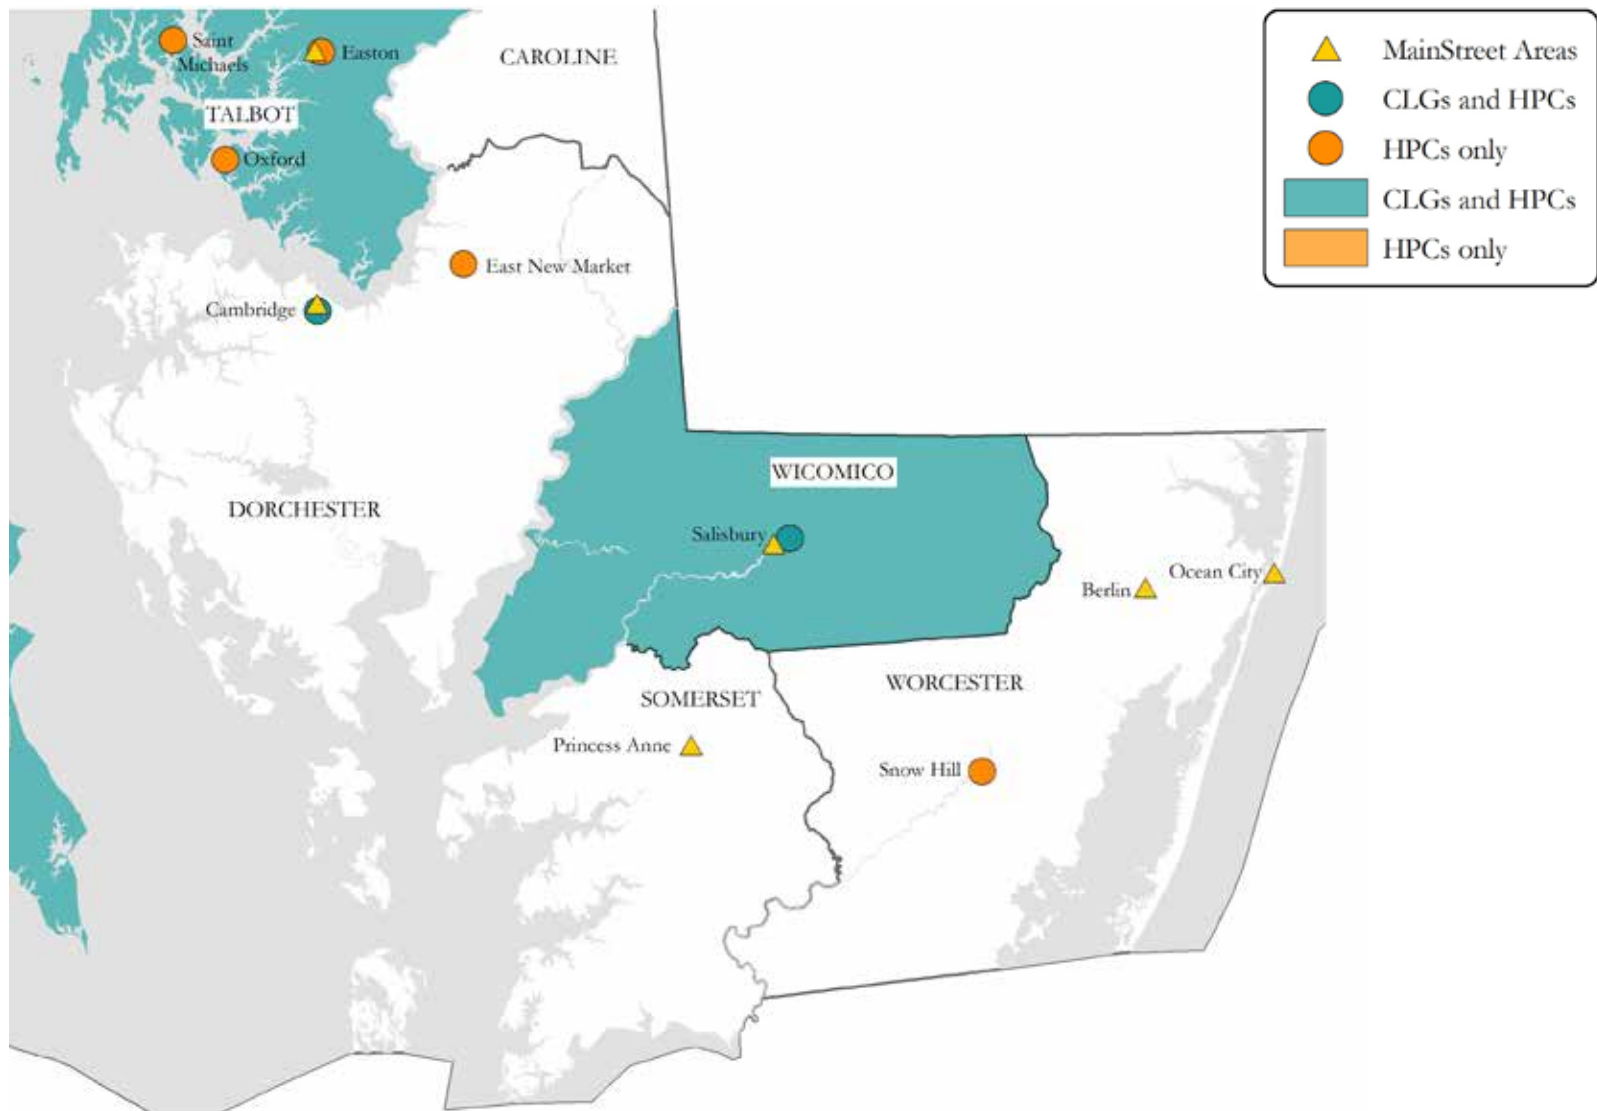 Saint
Michaels
Easton
CAROLINE
TALBOT
Oxford
East New Market
Cambridge
WICOMICO
DORCHESTER
Salisbury
Ocean City
Berlin
SOMERSET
WORCESTER
Princess Anne
Snow Hill
MainStreet Areas
CLGs and HPCs
HPCs only
CLGs and HPCs
HPCs only